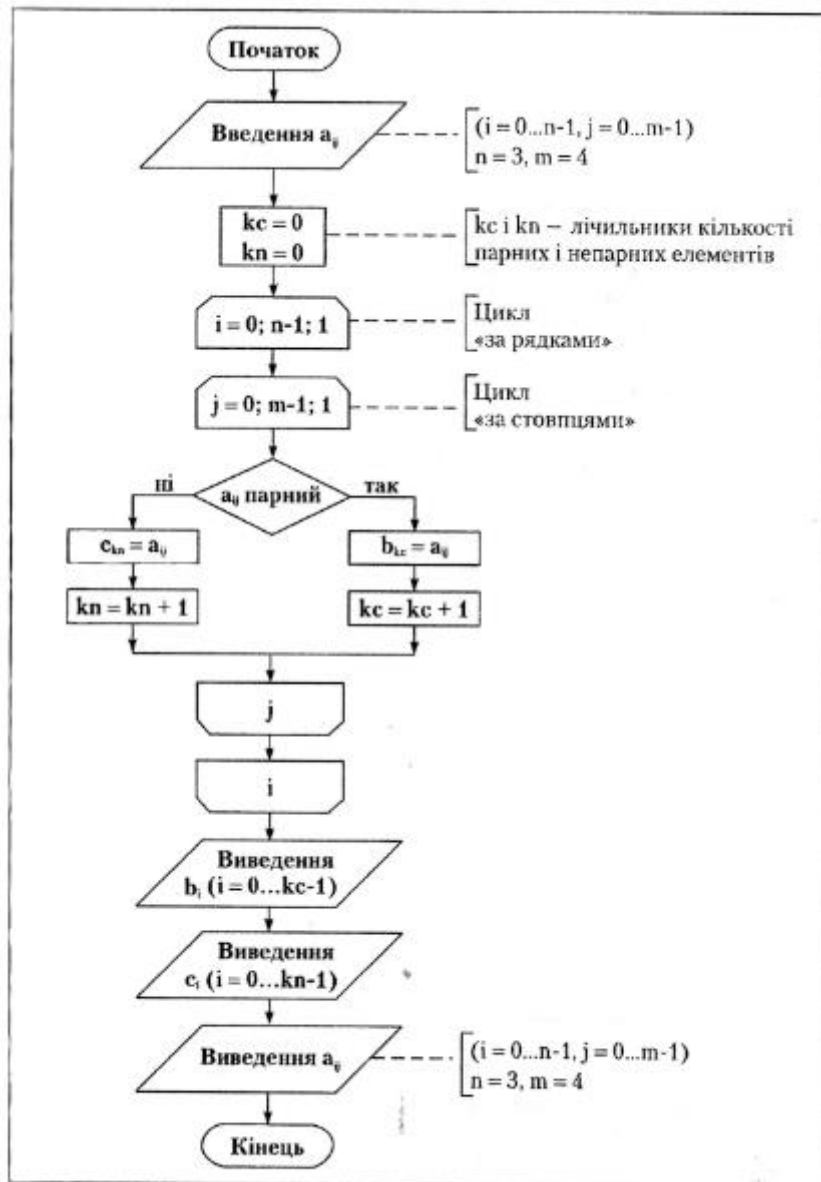 Початок
Введення aij
(i = 0...n-1, j = 0...m-1)
n = 3, m = 4
kc = 0
kn = 0
kc і kn – лічильники кількості
парних і непарних елементів
i = 0; n-1; 1
Цикл
«за рядками»
j = 0; m-1; 1
Цикл
«за стовпцями»
ні
aij парний
так
ckn = aij
bkc = aij
kn = kn + 1
kc = kc + 1
j
i
Виведення
bi (i = 0...kc-1)
Виведення
ci (i = 0...kn-1)
Виведення aij
(i = 0...n-1, j = 0...m-1)
n = 3, m = 4
Кінець